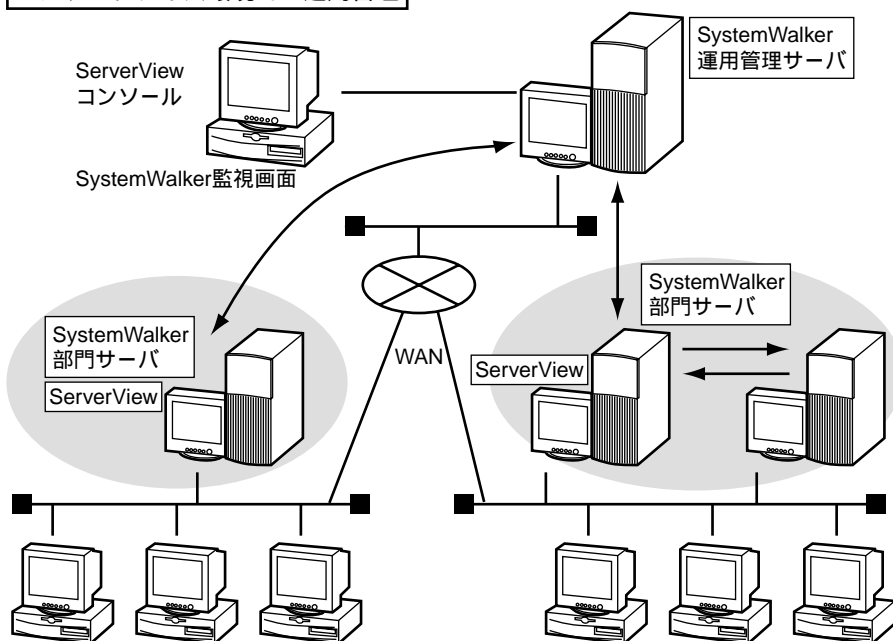 ServerView
コンソール
SystemWalker
運用管理サーバ
SystemWalker監視画面
SystemWalker
部門サーバ
SystemWalker
部門サーバ
ServerView
WAN
ServerView